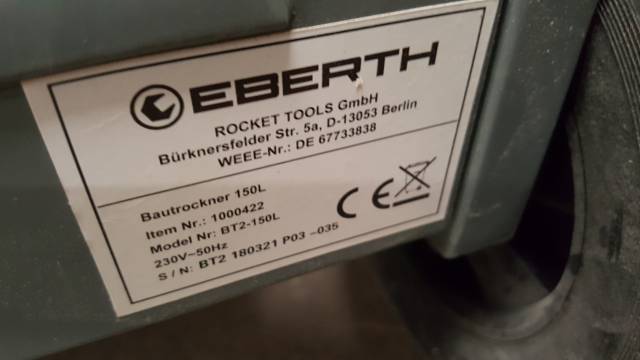 EBERTH
ROCKET TOOLS GmbH
Bürknersfelder Str. 5a, D-13053 Berlin
WEEE-Nr.: DE 67733838
Bautrockner 150L
Item Nr.: 1000422
Model Nr: BT2-150L
230V~50Hz
S / N: BT2 180321 P03 -035
CE